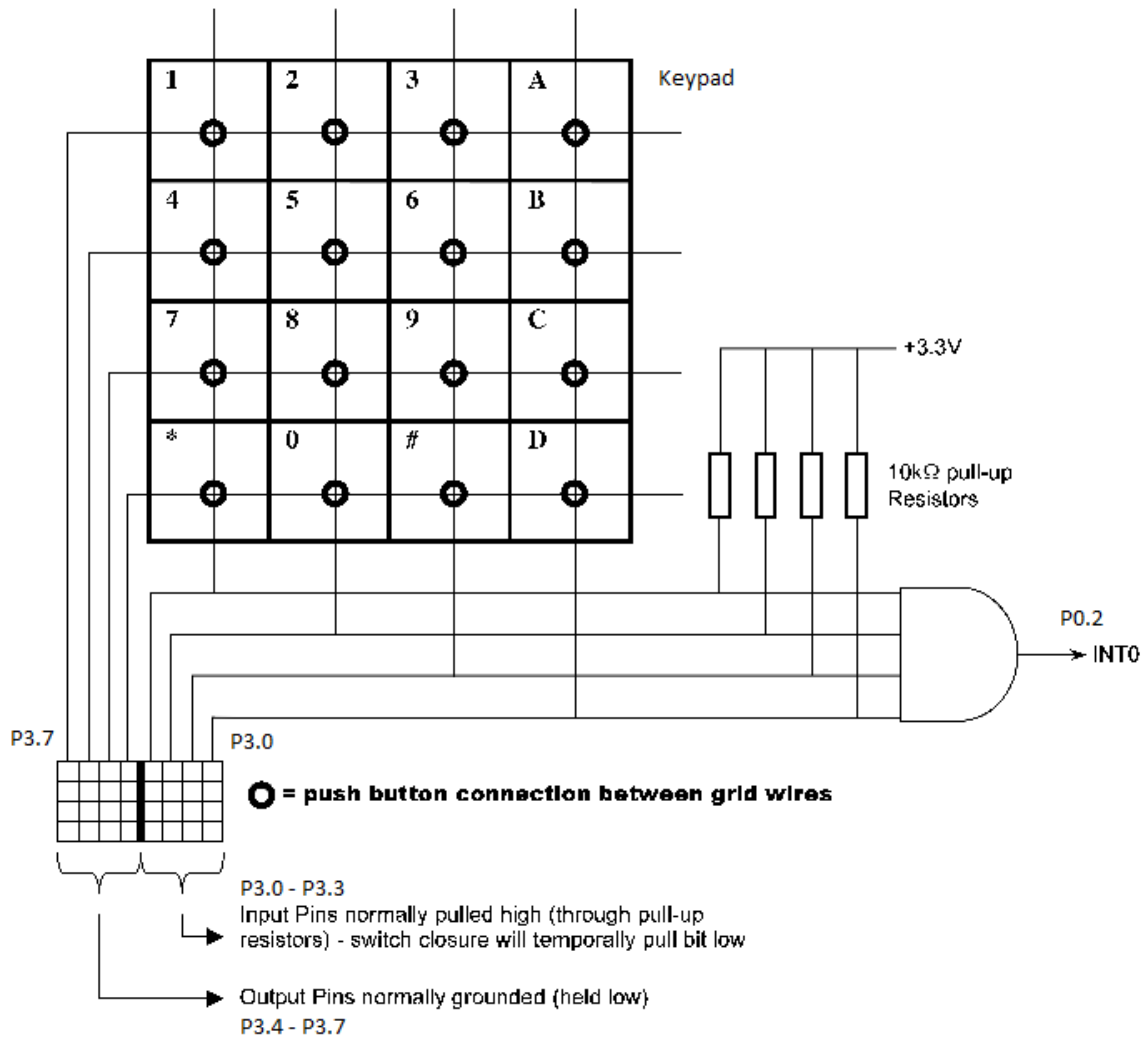 1 2 3 A
Keypad
4 5 6 B
7 8 9 C
+3.3V
* 0 # D
10kΩ pull-up
Resistors
P0.2
INT0
P3.7
P3.0
= push button connection between grid wires
P3.0 - P3.3
Input Pins normally pulled high (through pull-up
resistors) - switch closure will temporally pull bit low
Output Pins normally grounded (held low)
P3.4 - P3.7